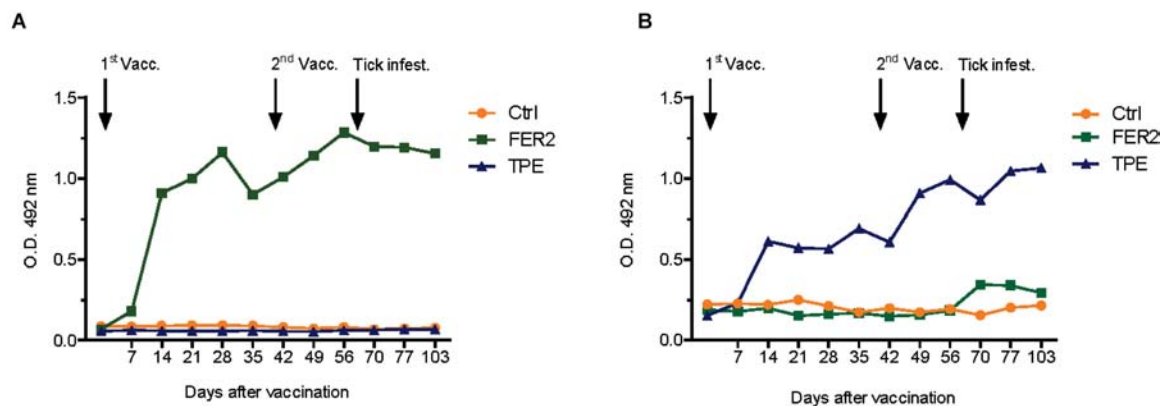 A
1st Vacc.
2nd Vacc.
Tick infest.
1.5
1.0
0.5
0.0
O.D. 492 nm
7 14 21 28 35 42 49 56 70 77 103
Days after vaccination
Ctrl
FER2
TPE
B
1st Vacc.
2nd Vacc.
Tick infest.
1.5
1.0
0.5
0.0
O.D. 492 nm
7 14 21 28 35 42 49 56 70 77 103
Days after vaccination
Ctrl
FER2
TPE